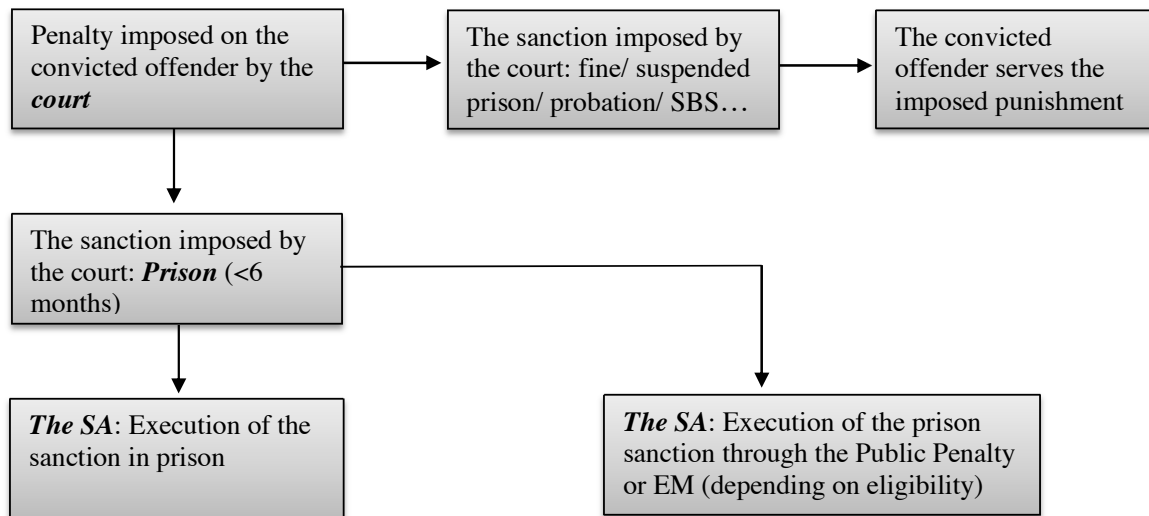 Penalty imposed on the
convicted offender by the
court
The sanction imposed by
the court: fine/ suspended
prison/ probation/ SBS…
The convicted
offender serves the
imposed punishment
The sanction imposed by
the court: Prison (<6
months)
The SA: Execution of the
sanction in prison
The SA: Execution of the prison
sanction through the Public Penalty
or EM (depending on eligibility)